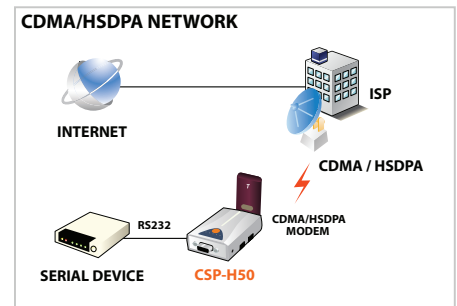 CDMA/HSDPA NETWORK
ISP
INTERNET
CDMA / HSDPA
T
RS232
CDMA/HSDPA
MODEM
SERIAL DEVICE
CSP-H50